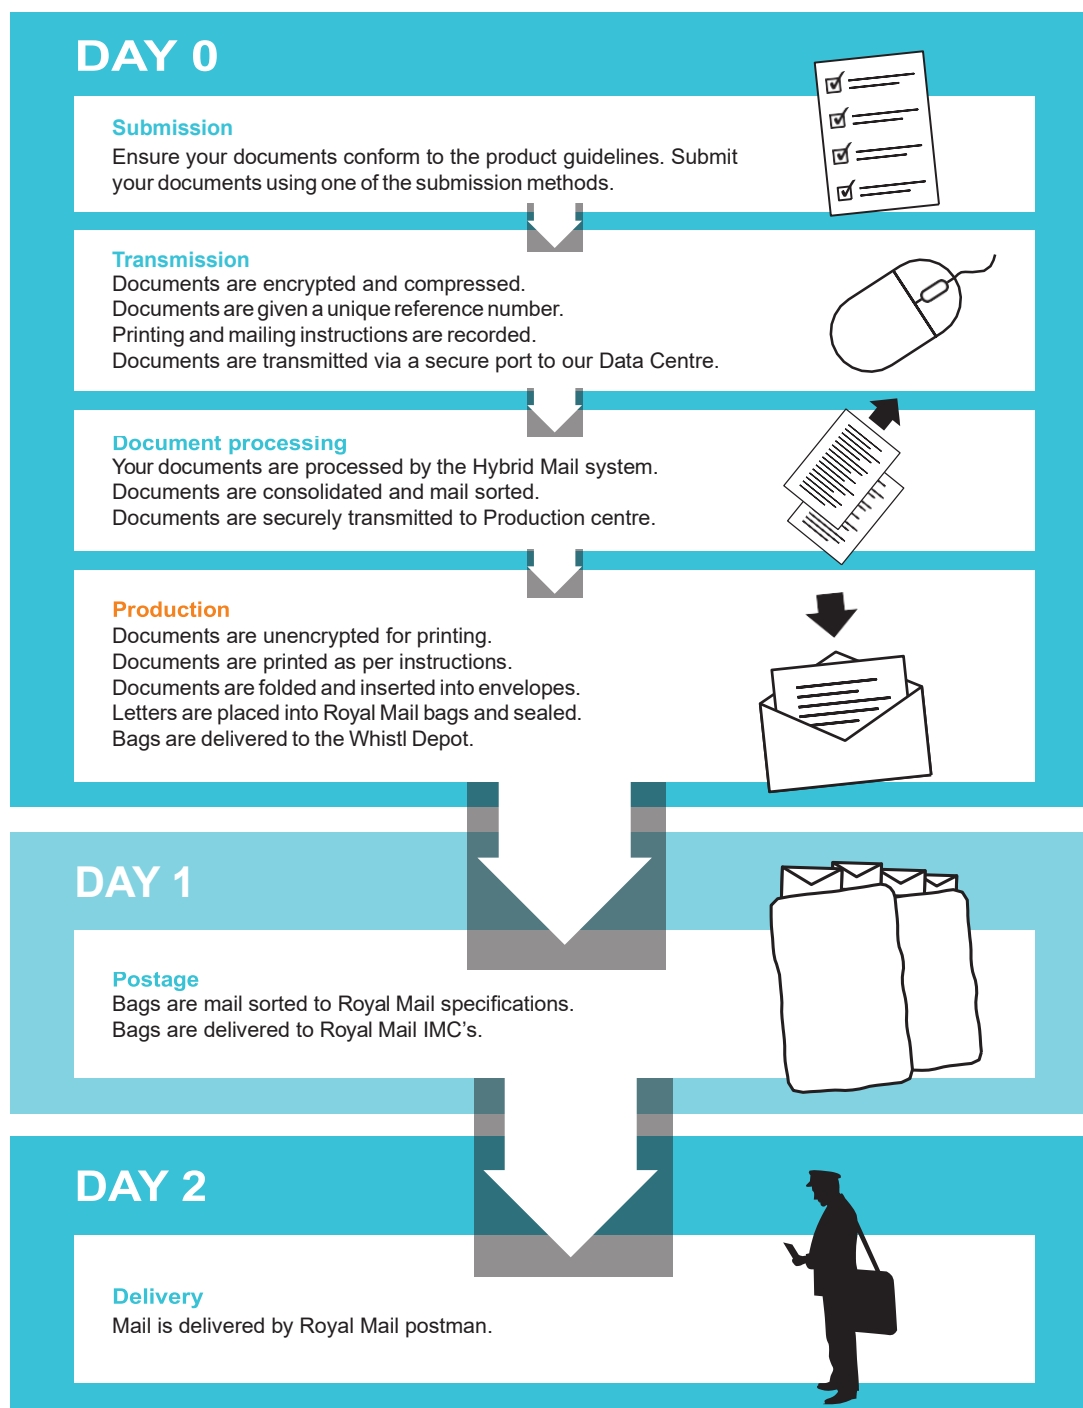 DAY 0
Submission
Ensure your documents conform to the product guidelines. Submit
your documents using one of the submission methods.
Transmission
Documents are encrypted and compressed.
Documents are given a unique reference number.
Printing and mailing instructions are recorded.
Documents are transmitted via a secure port to our Data Centre.
Document processing
Your documents are processed by the Hybrid Mail system.
Documents are consolidated and mail sorted.
Documents are securely transmitted to Production centre.
Production
Documents are unencrypted for printing.
Documents are printed as per instructions.
Documents are folded and inserted into envelopes.
Letters are placed into Royal Mail bags and sealed.
Bags are delivered to the Whistl Depot.
DAY 1
Postage
Bags are mail sorted to Royal Mail specifications.
Bags are delivered to Royal Mail IMC’s.
DAY 2
Delivery
Mail is delivered by Royal Mail postman.